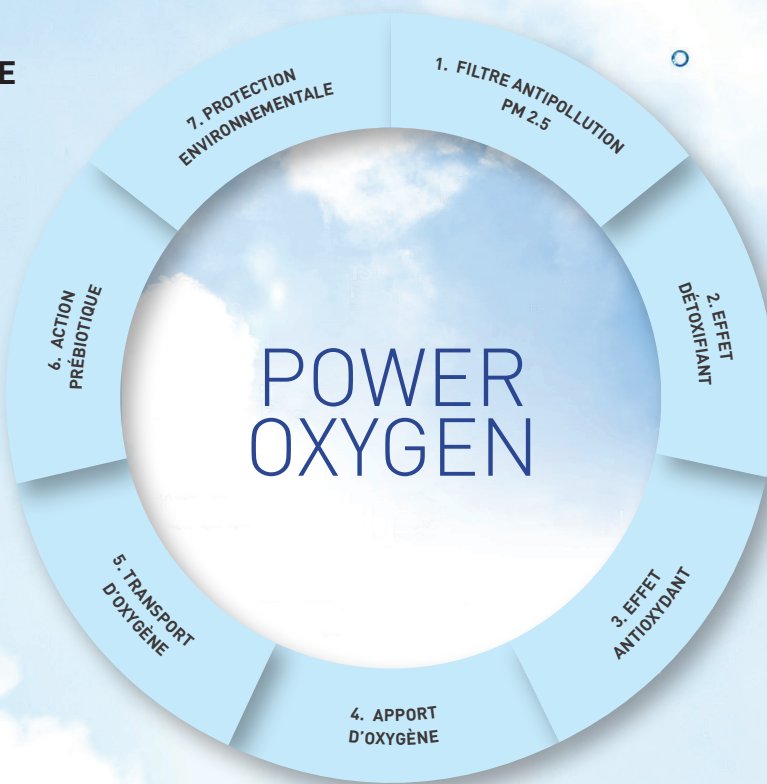 E
1. FILTRE ANTIPOLLUTION
PM 2.5
2. EFFET
DÉTOXIFIANT
3. EFFET
ANTIOXYDANT
4. APPORT
D'OXYGÈNE
5. TRANSPORT
D'OXYGÈNE
6. ACTION
PRÉBIOTIQUE
7. PROTECTION
ENVIRONNEMENTALE
POWER
OXYGEN